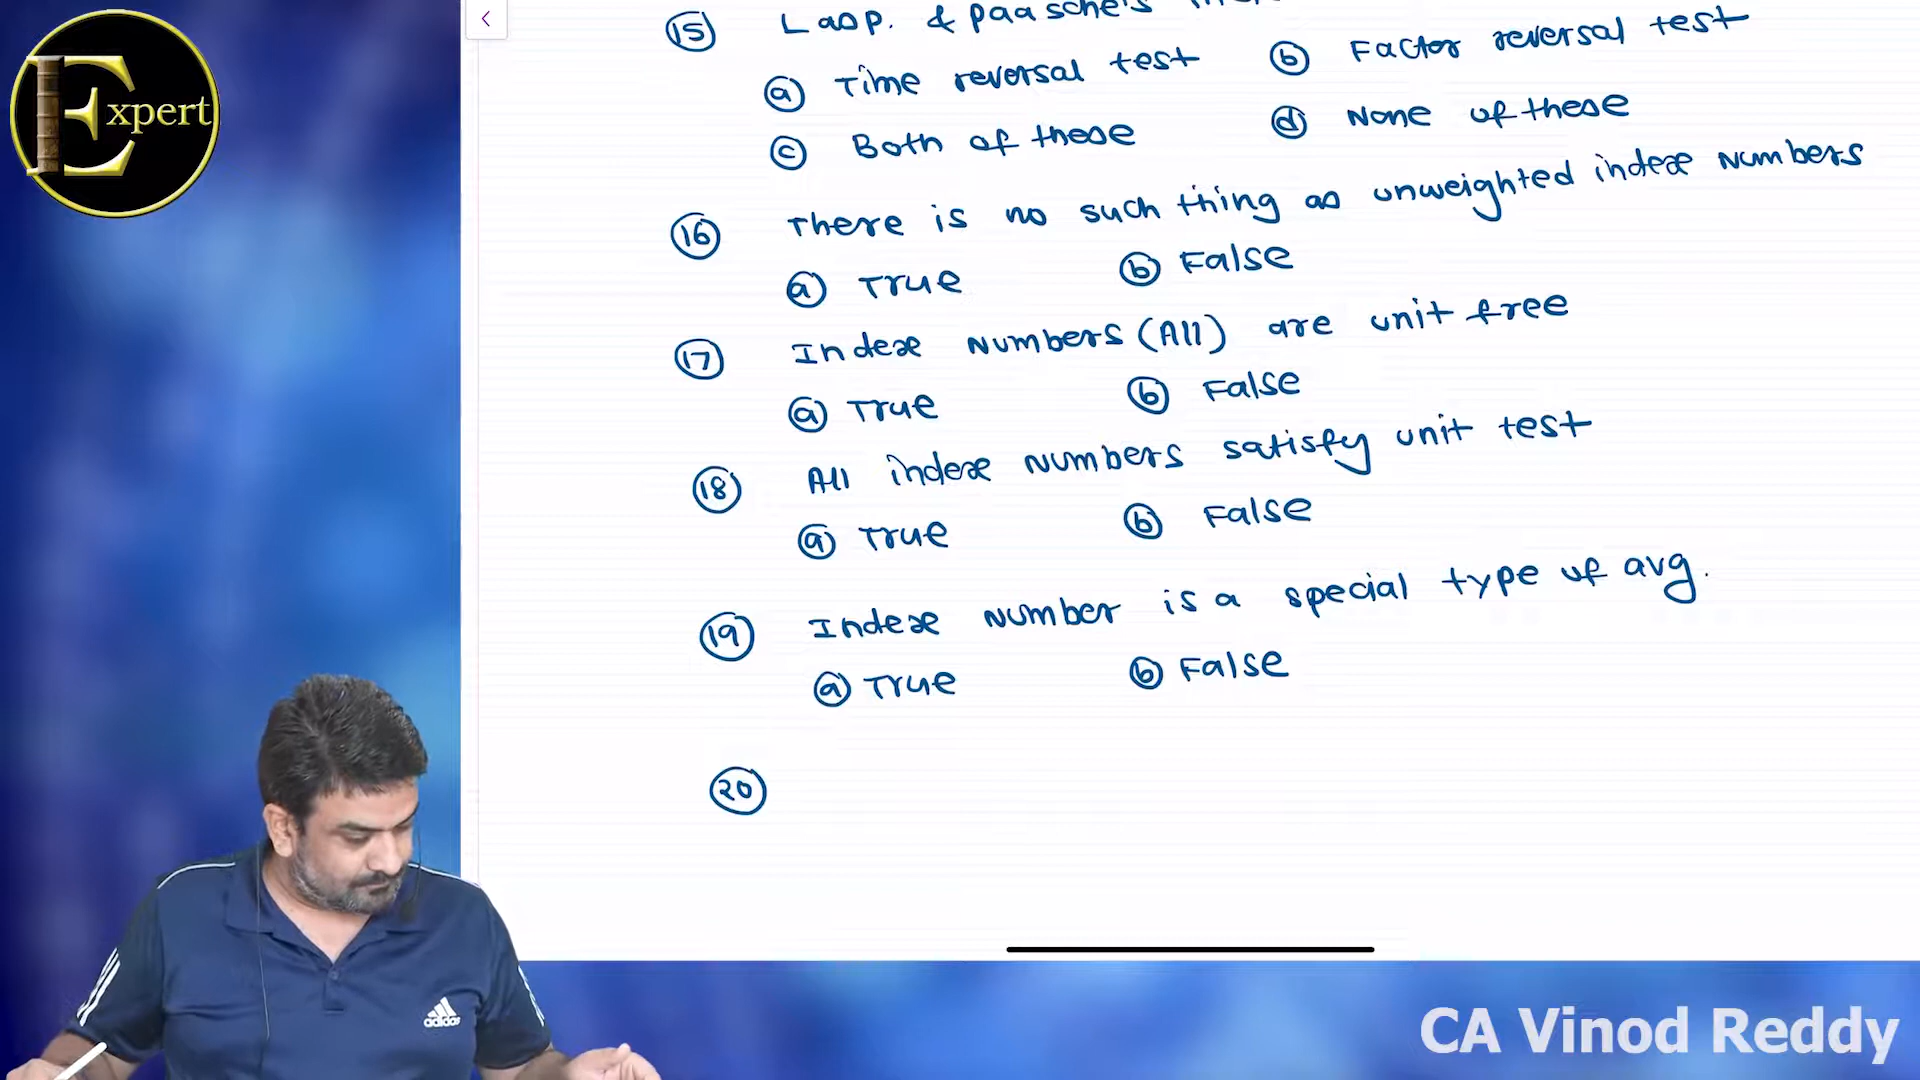 Expert
<
15 Lasp. & paasche's
a Time reversal test b Factor reversal test
c Both of these d None of these
16 There is no such thing as unweighted index numbers
a True b False
17 Index numbers (All) are unit free
a True b False
18 All index numbers satisfy unit test
a True b False
19 Index number is a special type of avg.
a True b False
20
adidas
CA Vinod Reddy